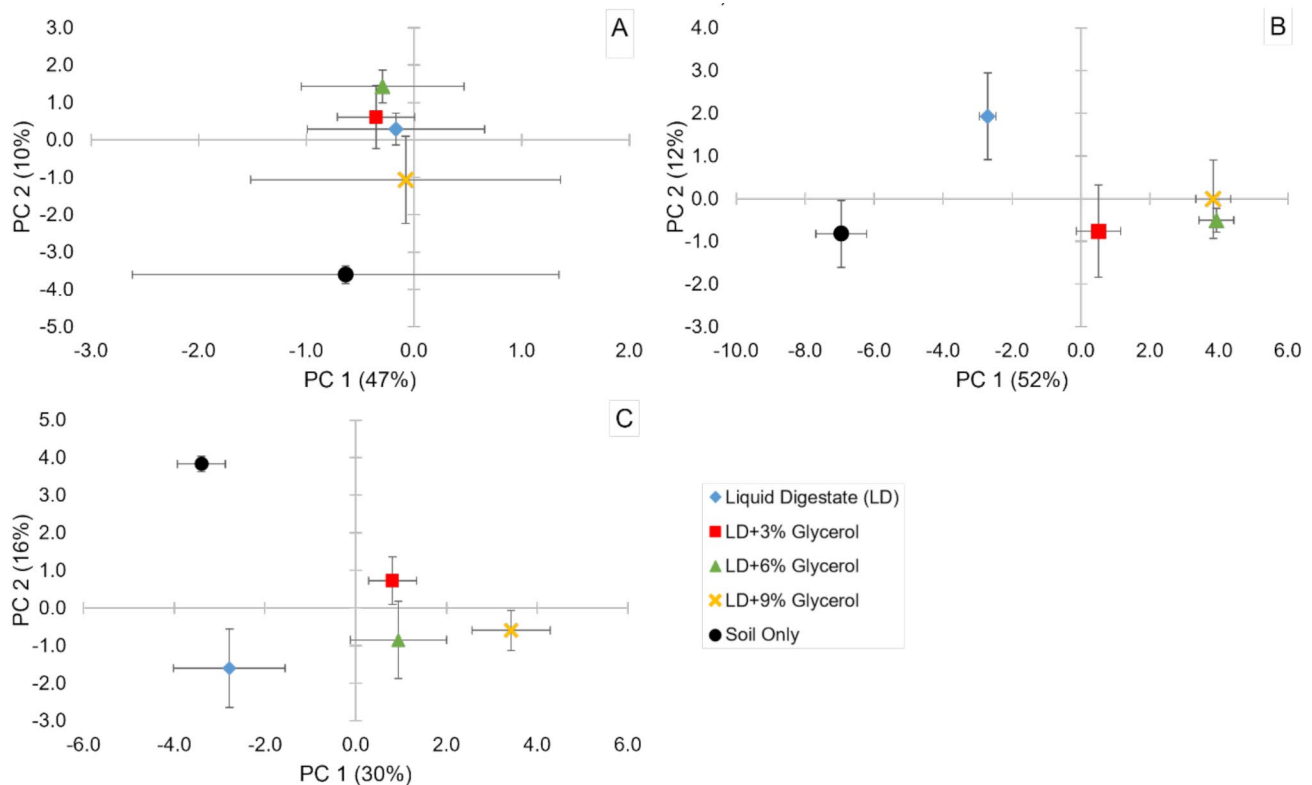 A
3.0
2.0
1.0
0.0
-1.0
-2.0
-3.0
-4.0
-5.0
PC 2 (10%)
-3.0 -2.0 -1.0 0.0 1.0 2.0
PC 1 (47%)
B
4.0
3.0
2.0
1.0
0.0
-1.0
-2.0
-3.0
PC 2 (12%)
-10.0 -8.0 -6.0 -4.0 -2.0 0.0 2.0 4.0 6.0
PC 1 (52%)
C
5.0
4.0
3.0
2.0
1.0
0.0
-1.0
-2.0
-3.0
PC 2 (16%)
-6.0 -4.0 -2.0 0.0 2.0 4.0 6.0
PC 1 (30%)
Liquid Digestate (LD)
LD+3% Glycerol
LD+6% Glycerol
LD+9% Glycerol
Soil Only